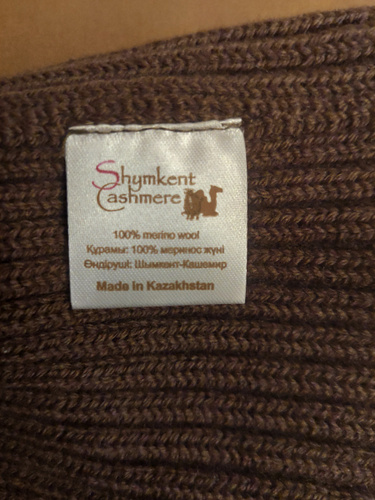 Shymkent
Cashmere
100% merino wool
Құрамы: 100% меринос жүні
Өндіруші: Шымкент-Кашемир
Made in Kazakhstan